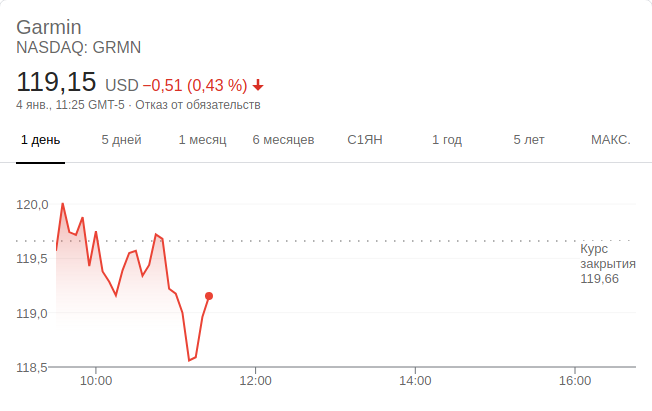 Garmin
NASDAQ: GRMN
119,15 USD −0,51 (0,43 %)
4 янв., 11:25 GMT-5 · Отказ от обязательств
1 день 5 дней 1 месяц 6 месяцев С1ЯН 1 год 5 лет МАКС.
120,0
119,5
119,0
118,5
Курс
закрытия
119,66
10:00 12:00 14:00 16:00